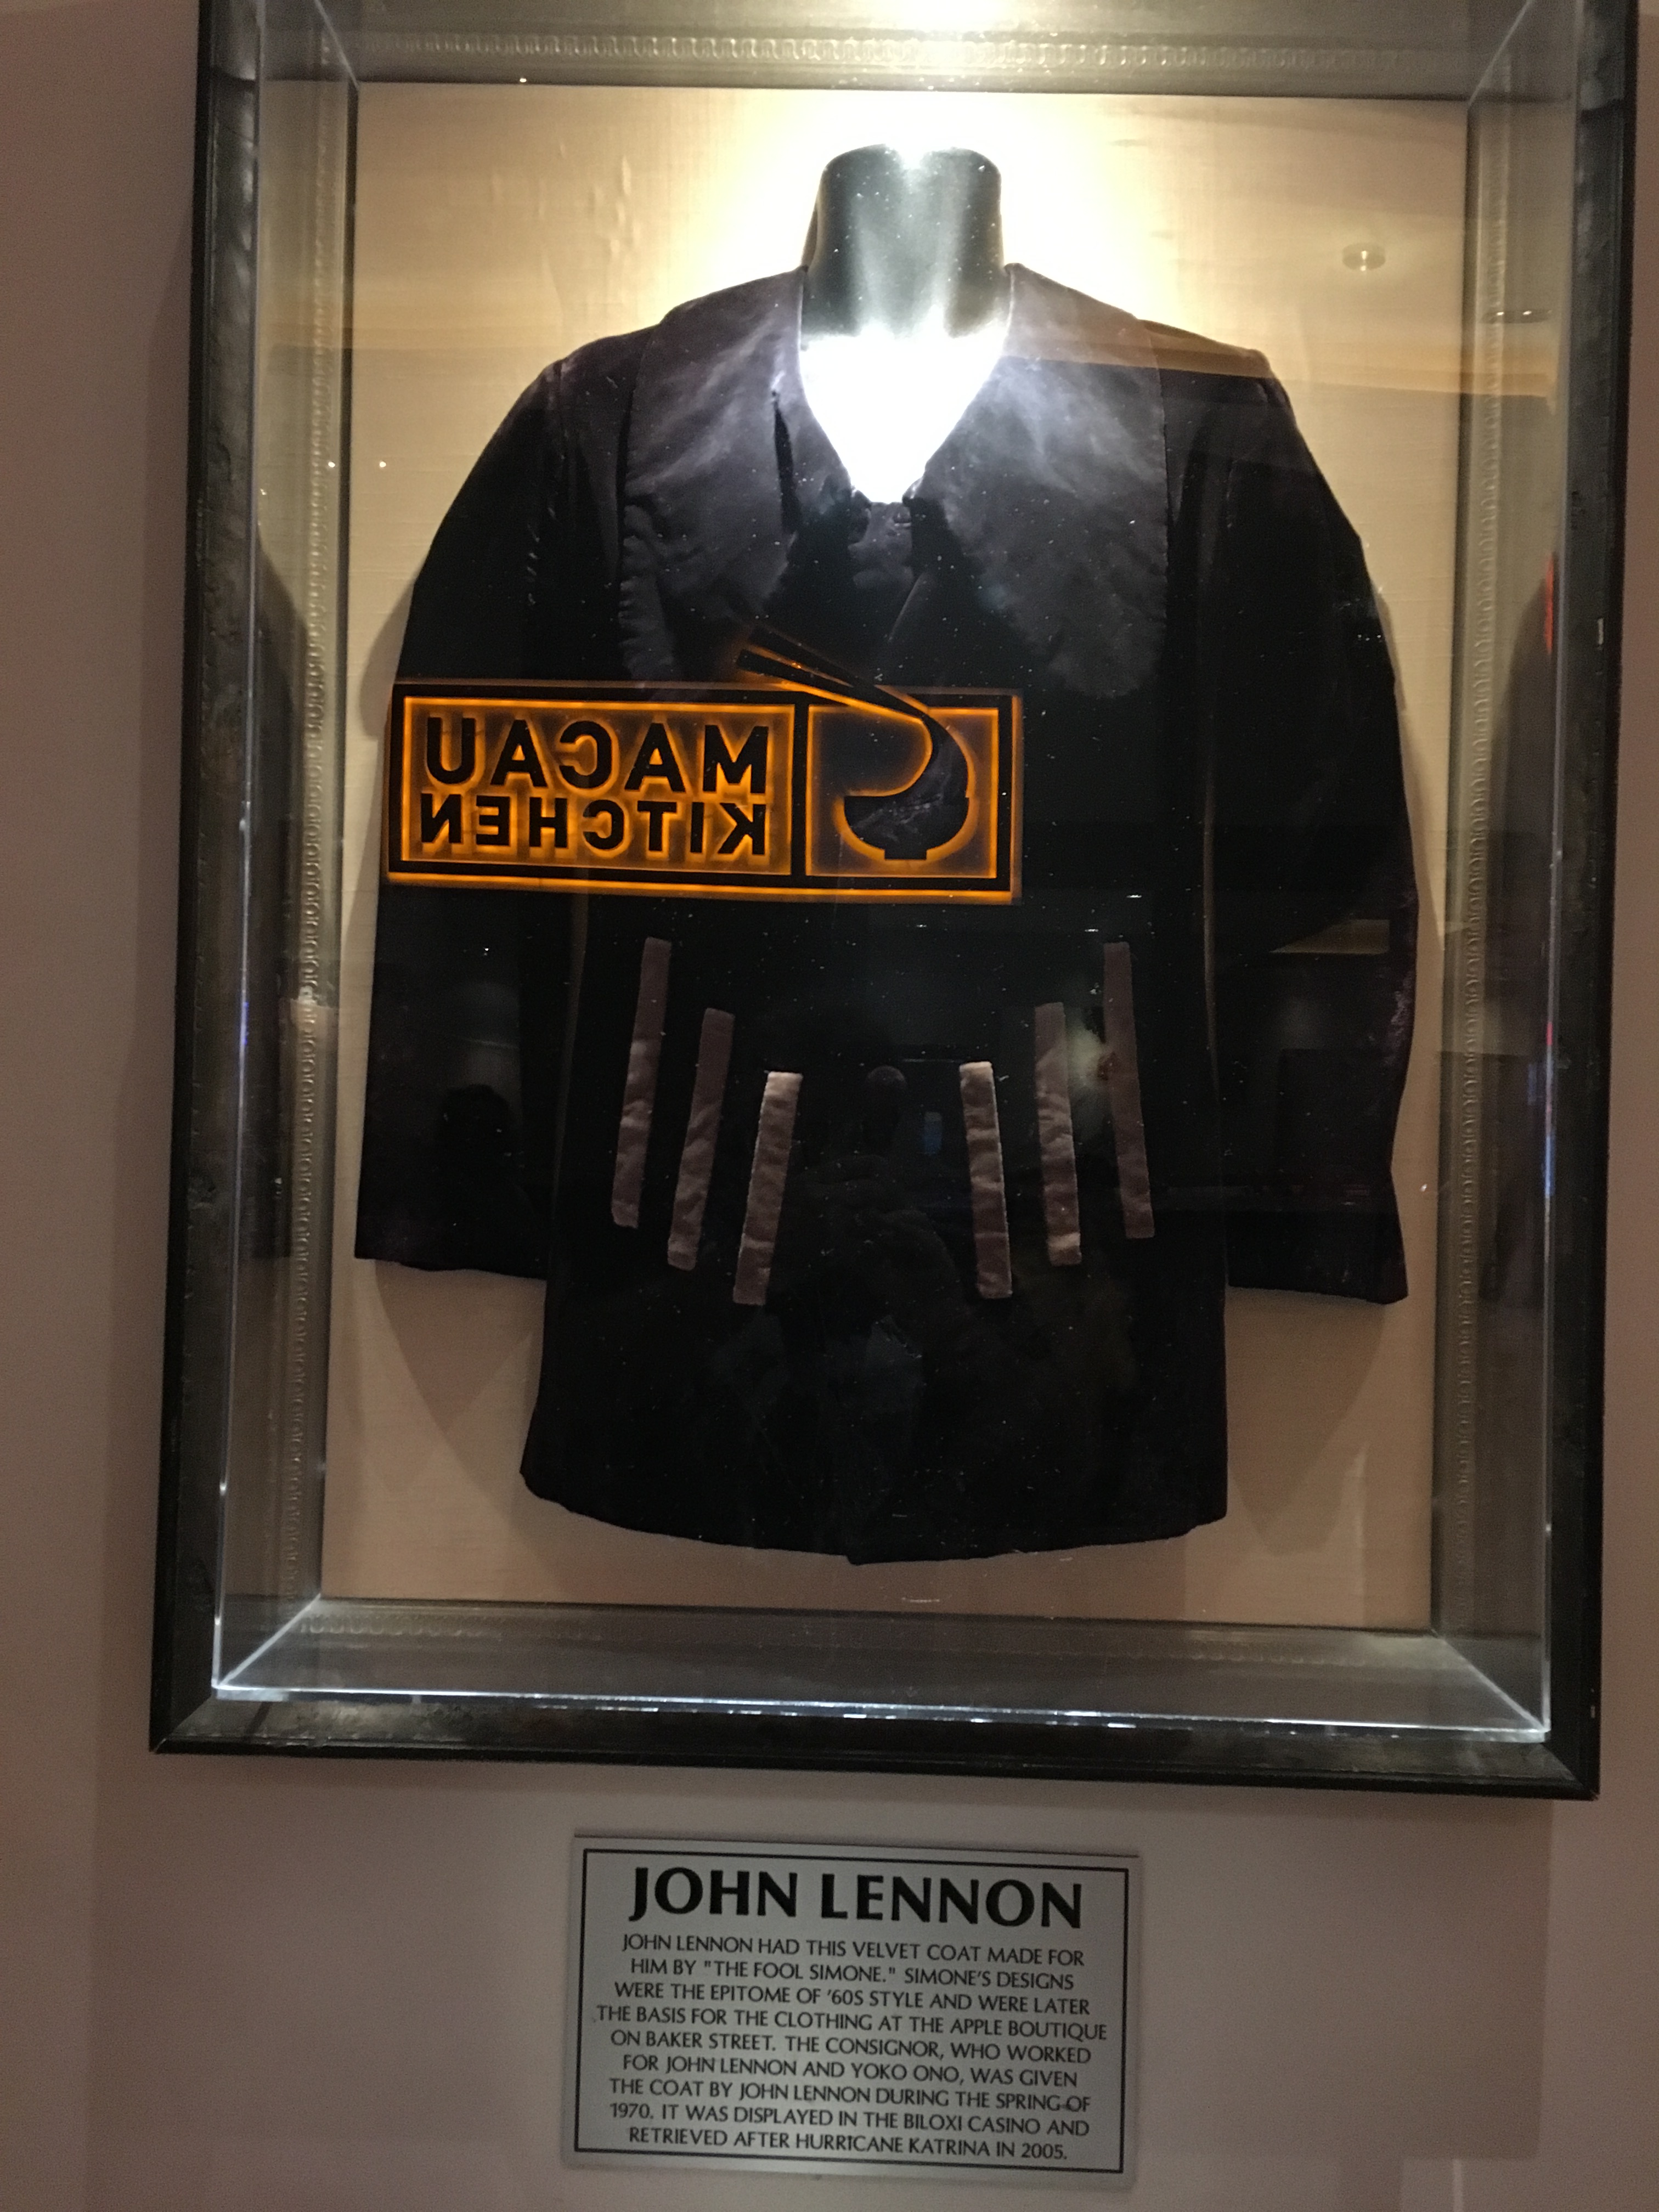 MACAU
KITCHEN
JOHN LENNON
JOHN LENNON HAD THIS VELVET COAT MADE FOR
HIM BY "THE FOOL SIMONE." SIMONE'S DESIGNS
WERE THE EPITOME OF '60S STYLE AND WERE LATER
THE BASIS FOR THE CLOTHING AT THE APPLE BOUTIQUE
ON BAKER STREET. THE CONSIGNOR, WHO WORKED
FOR JOHN LENNON AND YOKO ONO, WAS GIVEN
THE COAT BY JOHN LENNON DURING THE SPRING OF
1970. IT WAS DISPLAYED IN THE BILOXI CASINO AND
RETRIEVED AFTER HURRICANE KATRINA IN 2005.